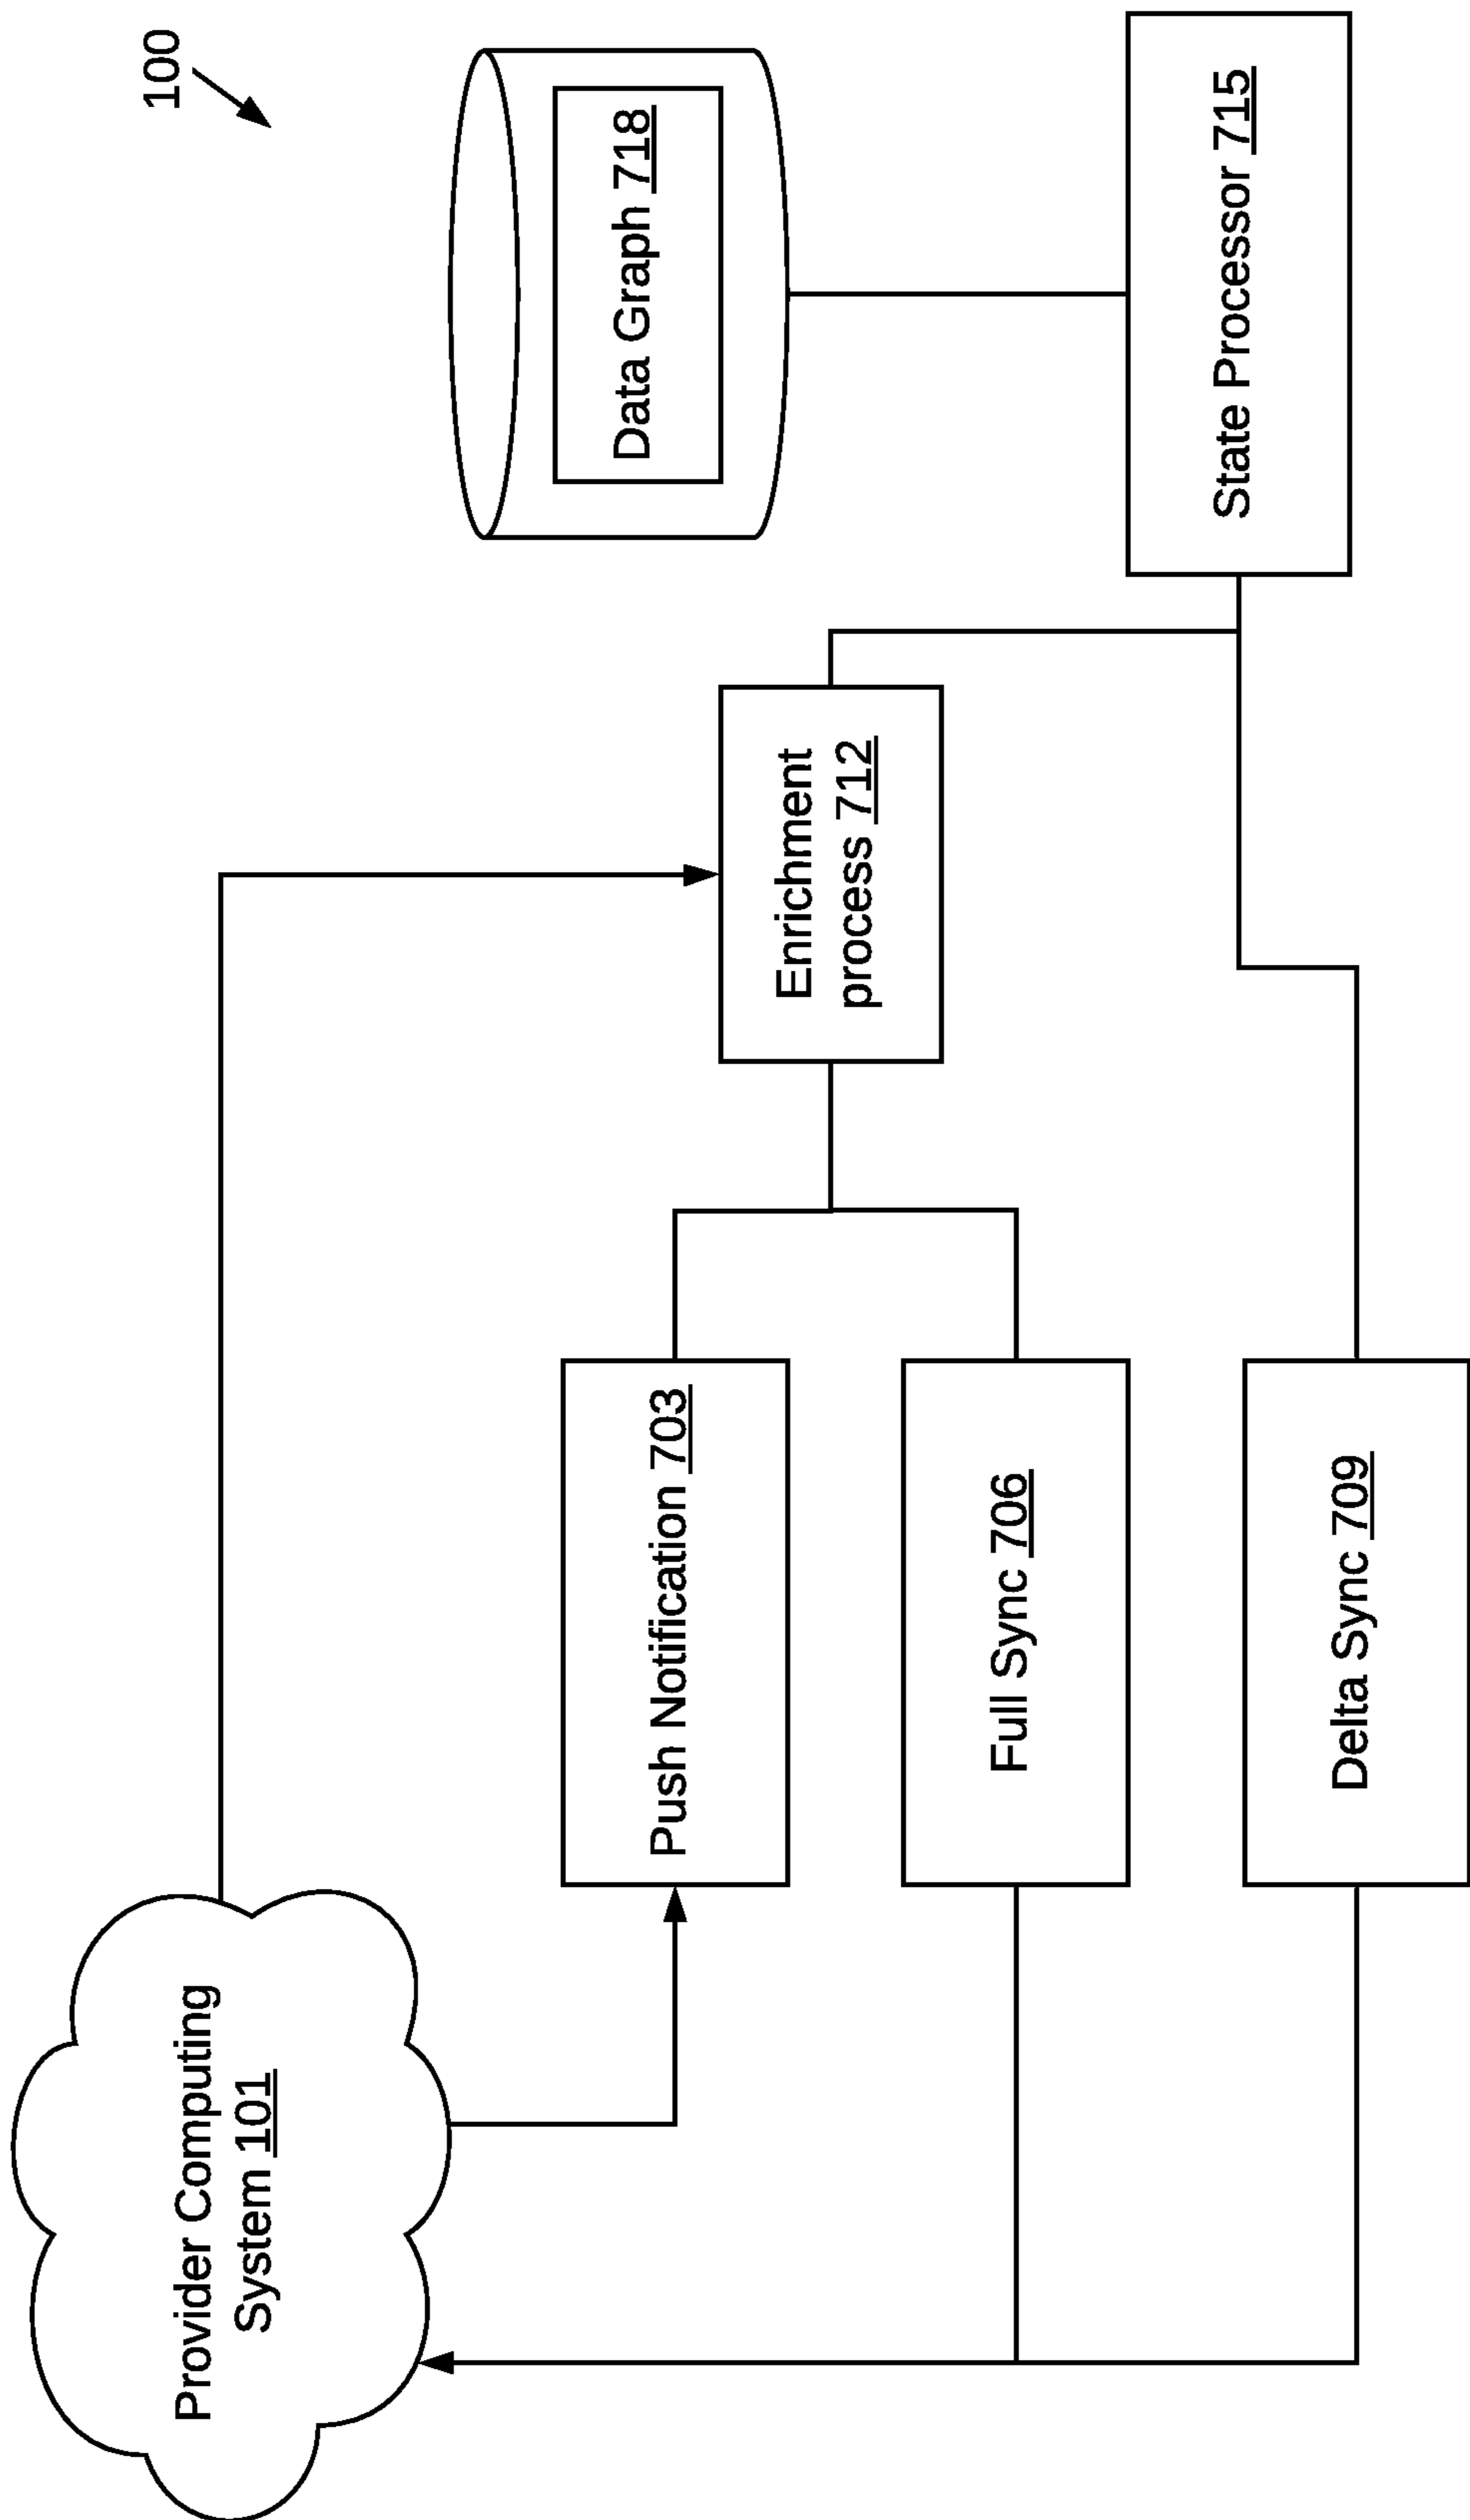 100
Provider Computing
System 101
Data Graph 718
Push Notification 703
Enrichment
process 712
Full Sync 706
State Processor 715
Delta Sync 709